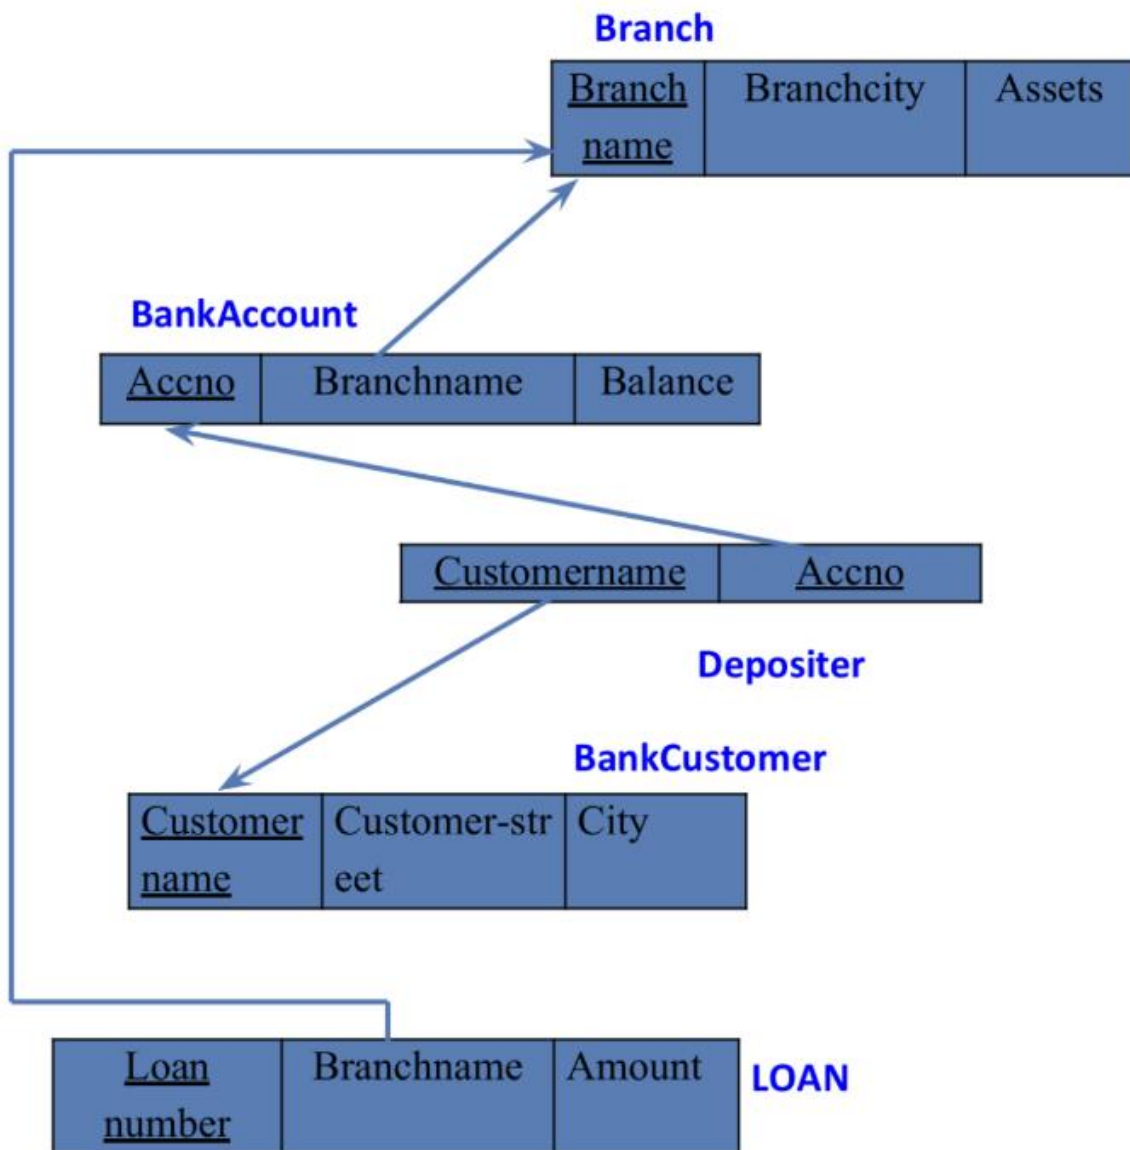 Branch
Branch Branchcity Assets
name
BankAccount
Accno Branchname Balance
Customername Accno
Depositer
BankCustomer
Customer Customer-str City
name eet
Loan Branchname Amount
number
LOAN